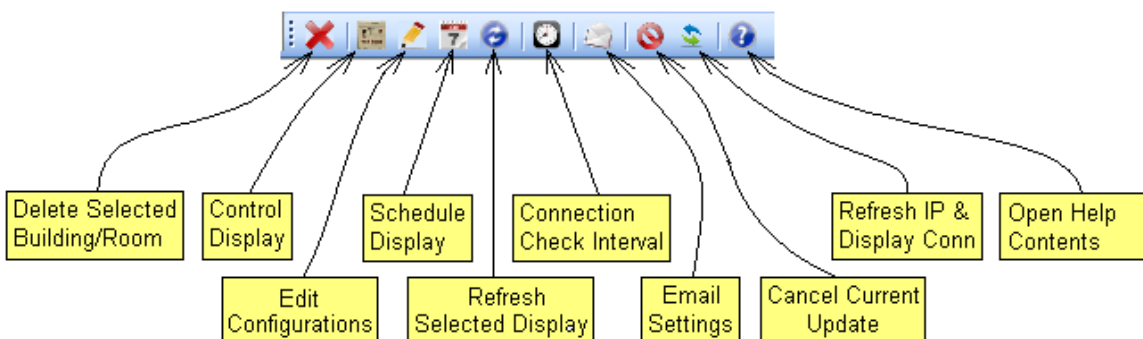 7
Delete Selected
Building/Room
Control
Display
Schedule
Display
Connection
Check Interval
Refresh IP &
Display Conn
Open Help
Contents
Edit
Configurations
Refresh
Selected Display
Email
Settings
Cancel Current
Update